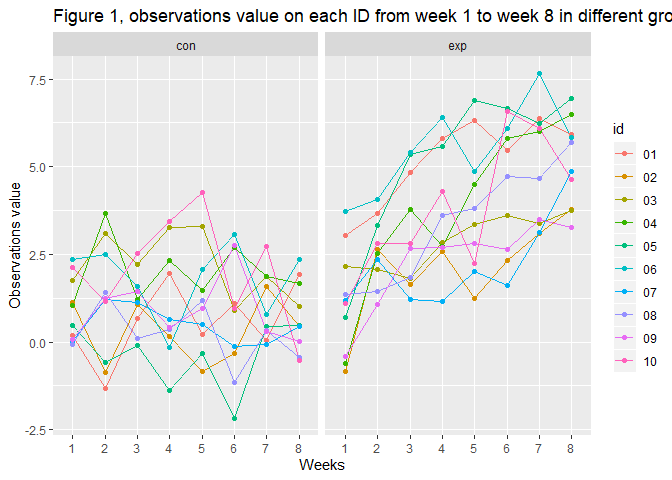 Figure 1, observations value on each ID from week 1 to week 8 in different gro
con exp
7.5
5.0
2.5
0.0
-2.5
Observations value
1 2 3 4 5 6 7 8 1 2 3 4 5 6 7 8
Weeks
id
01
02
03
04
05
06
07
08
09
10